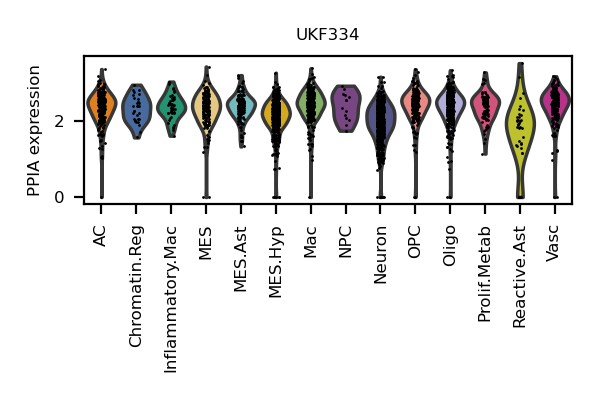 UKF334
PPIA expression
2
0
AC
Chromatin.Reg
Inflammatory.Mac
MES
MES.Ast
MES.Hyp
Mac
NPC
Neuron
OPC
Oligo
Prolif.Metab
Reactive.Ast
Vasc